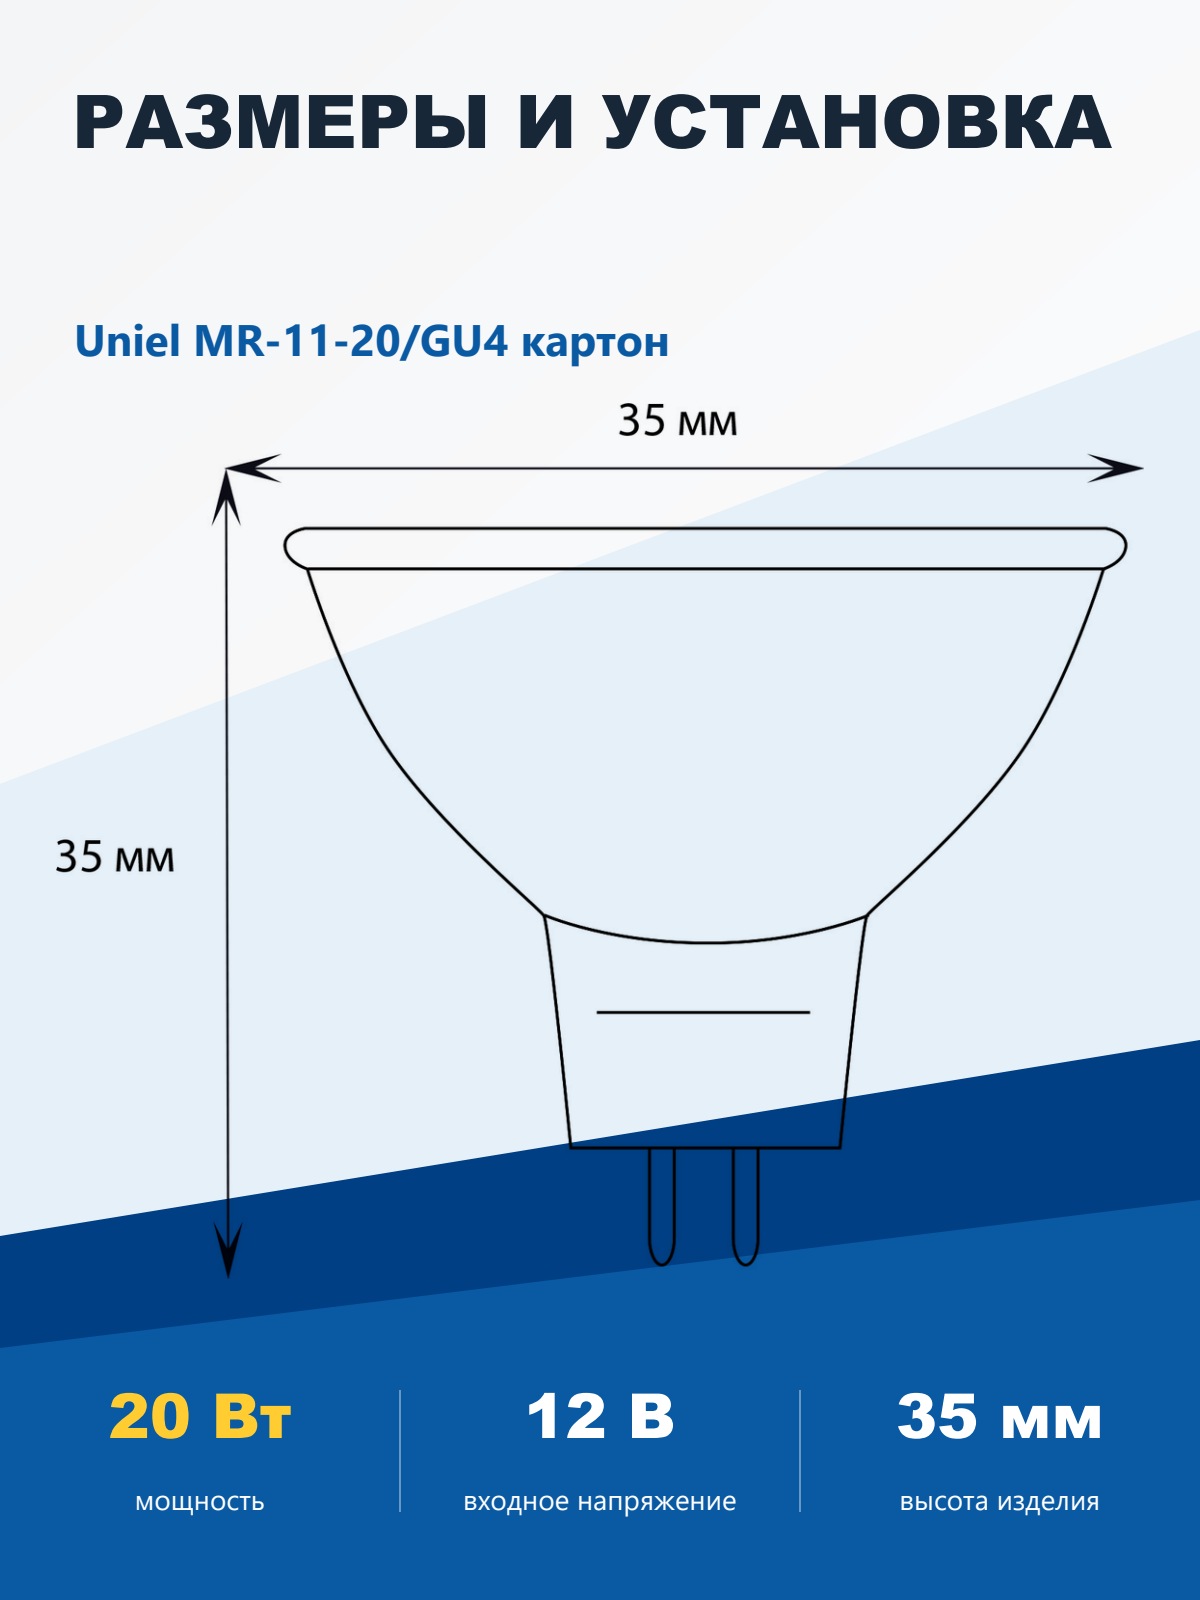 РАЗМЕРЫ И УСТАНОВКА
Uniel MR-11-20/GU4 картон
35 мм
35 мм
20 Вт
мощность
12 В
входное напряжение
35 мм
высота изделия